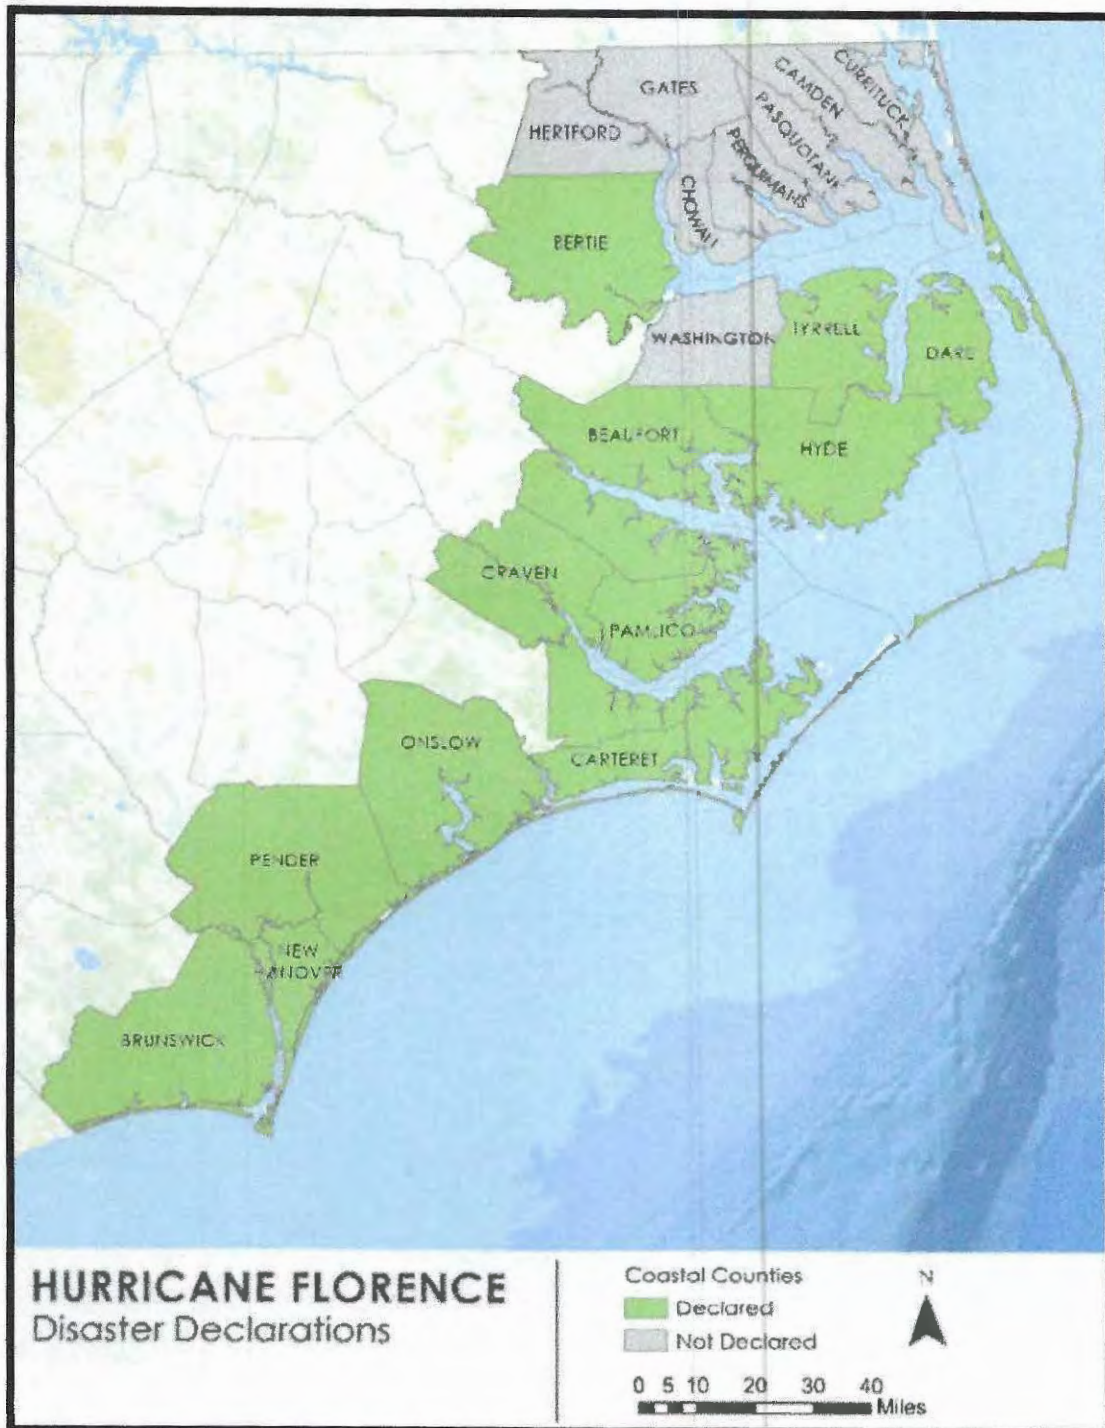 GATES
CAMDEN
CURRITUCK
PASQUOTANK
HERTFORD
PERQUIMANS
CHOWAN
BERTIE
WASHINGTON
TYRRELL
DARE
BEAUFORT
HYDE
CRAVEN
PAMLICO
ONSLOW
CARTERET
PENDER
NEW
HANOVER
BRUNSWICK
HURRICANE FLORENCE
Disaster Declarations
Coastal Counties
Declared
Not Declared
N
0 5 10 20 30 40
Miles